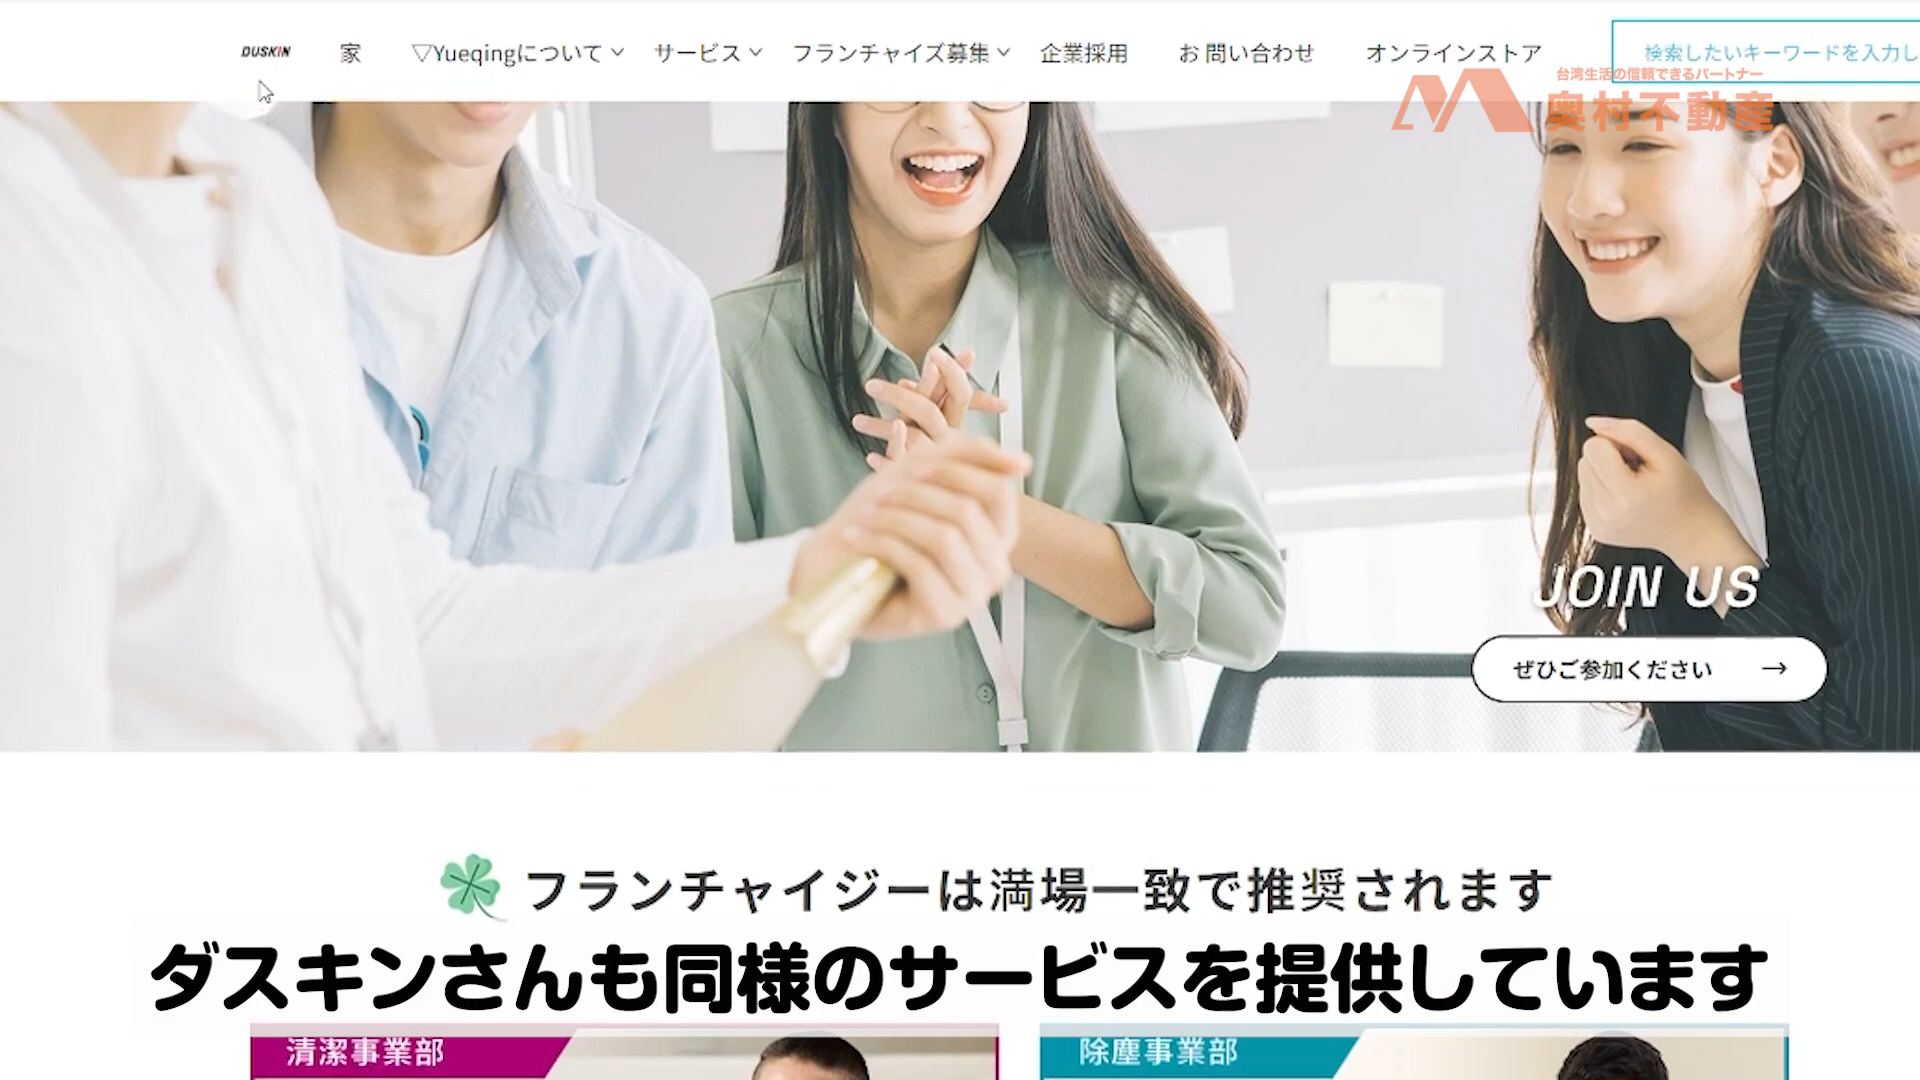 DUSKIN
家
▽Yueqingについて
サービス
フランチャイズ募集
企業採用
お 問い合わせ
オンラインストア
検索したいキーワードを入力し
台湾生活の信頼できるパートナー
奥村不動産
JOIN US
ぜひご参加ください →
フランチャイジーは満場一致で推奨されます
ダスキンさんも同様のサービスを提供しています
清潔事業部
除塵事業部